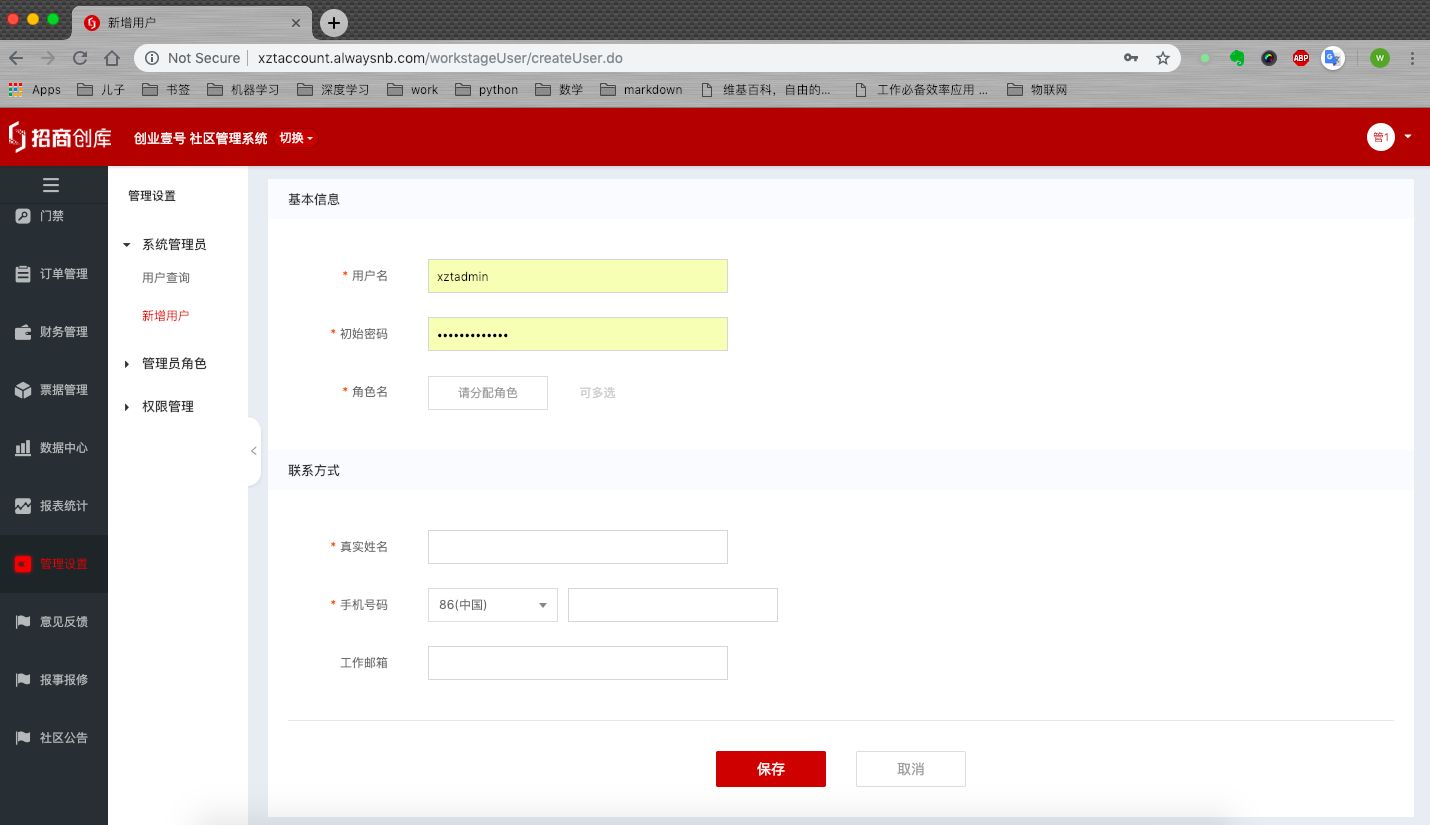 新增用户
Not Secure
xztaccount.alwaysnb.com/workstageUser/createUser.do
ABP
W
Apps 儿子 书签 机器学习 深度学习 work python 数学 markdown 维基百科，自由的... 工作必备效率应用 ... 物联网
招商创库 创业壹号 社区管理系统 切换 管1
门禁
订单管理
财务管理
票据管理
数据中心
报表统计
管理设置
意见反馈
报事报修
社区公告
管理设置
系统管理员
用户查询
新增用户
管理员角色
权限管理
基本信息
* 用户名 xztadmin
* 初始密码 •••••••••••••
* 角色名 请分配角色 可多选
联系方式
* 真实姓名
* 手机号码 86(中国)
工作邮箱
保存 取消